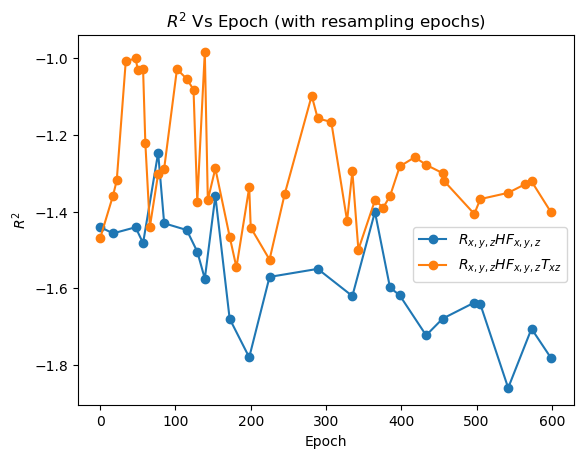 R² Vs Epoch (with resampling epochs)
R²
−1.0
−1.2
−1.4
−1.6
−1.8
R_{x,y,z}HF_{x,y,z}
R_{x,y,z}HF_{x,y,z}T_{xz}
0 100 200 300 400 500 600
Epoch